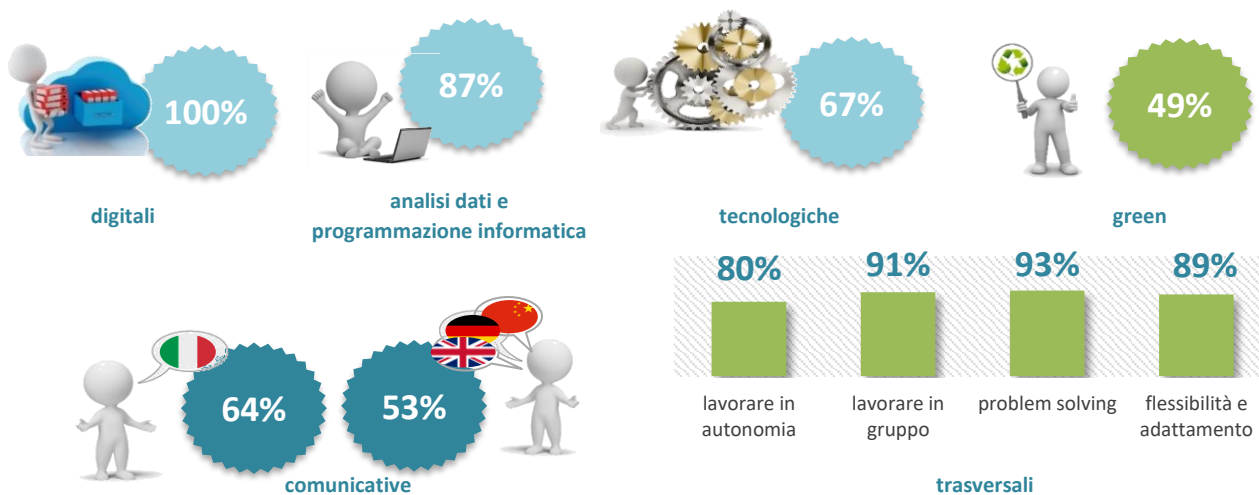 100%
87%
67%
49%
digitali
analisi dati e
programmazione informatica
tecnologiche
green
80%
91%
93%
89%
lavorare in
autonomia
lavorare in
gruppo
problem solving
flessibilità e
adattamento
64%
53%
comunicative
trasversali